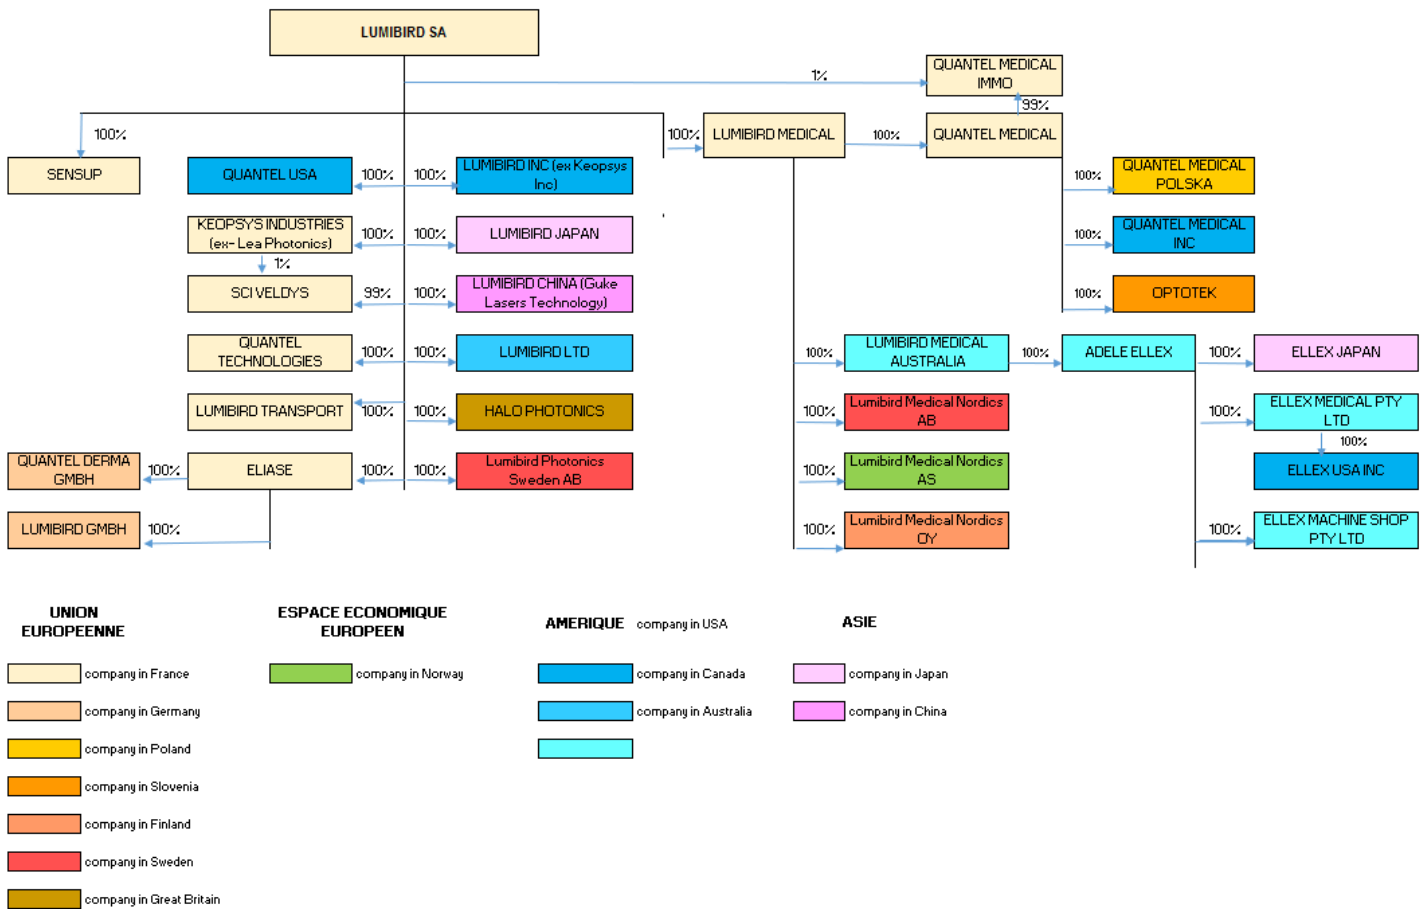 LUMIBIRD SA
1%
QUANTEL MEDICAL
IMMO
99%
100%
100%
LUMIBIRD MEDICAL
100%
QUANTEL MEDICAL
SENSUP
QUANTEL USA
100%
100%
LUMIBIRD INC (ex Keopsys
Inc)
100%
QUANTEL MEDICAL
POLSKA
KEOPSYS INDUSTRIES
(ex- Lea Photonics)
100%
100%
LUMIBIRD JAPAN
100%
QUANTEL MEDICAL
INC
1%
SCI VELDYS
99%
100%
LUMIBIRD CHINA (Guke
Lasers Technology)
100%
OPTOTEK
QUANTEL
TECHNOLOGIES
100%
100%
LUMIBIRD LTD
100%
LUMIBIRD MEDICAL
AUSTRALIA
100%
ADELE ELLEX
100%
ELLEX JAPAN
LUMIBIRD TRANSPORT
100%
100%
HALO PHOTONICS
100%
Lumibird Medical Nordics
AB
100%
ELLEX MEDICAL PTY
LTD
100%
QUANTEL DERMA
GMBH
100%
ELIASE
100%
100%
Lumibird Photonics
Sweden AB
100%
Lumibird Medical Nordics
AS
ELLEX USA INC
LUMIBIRD GMBH
100%
100%
Lumibird Medical Nordics
OY
100%
ELLEX MACHINE SHOP
PTY LTD
UNION
EUROPEENNE
ESPACE ECONOMIQUE
EUROPEEN
AMERIQUE company in USA
ASIE
company in France
company in Norway
company in Canada
company in Japan
company in Germany
company in Australia
company in China
company in Poland
company in Slovenia
company in Finland
company in Sweden
company in Great Britain